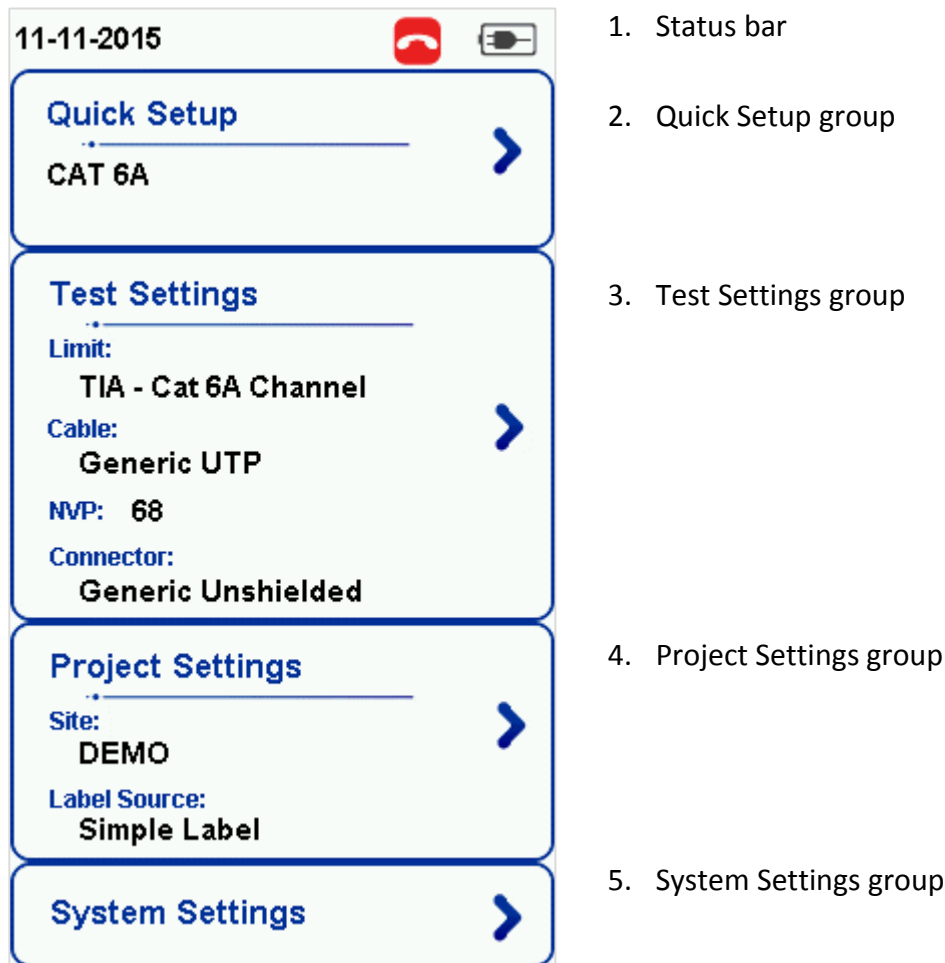 11-11-2015
1. Status bar
Quick Setup
2. Quick Setup group
CAT 6A
Test Settings
3. Test Settings group
Limit:
TIA - Cat 6A Channel
Cable:
Generic UTP
NVP: 68
Connector:
Generic Unshielded
Project Settings
4. Project Settings group
Site:
DEMO
Label Source:
Simple Label
System Settings
5. System Settings group